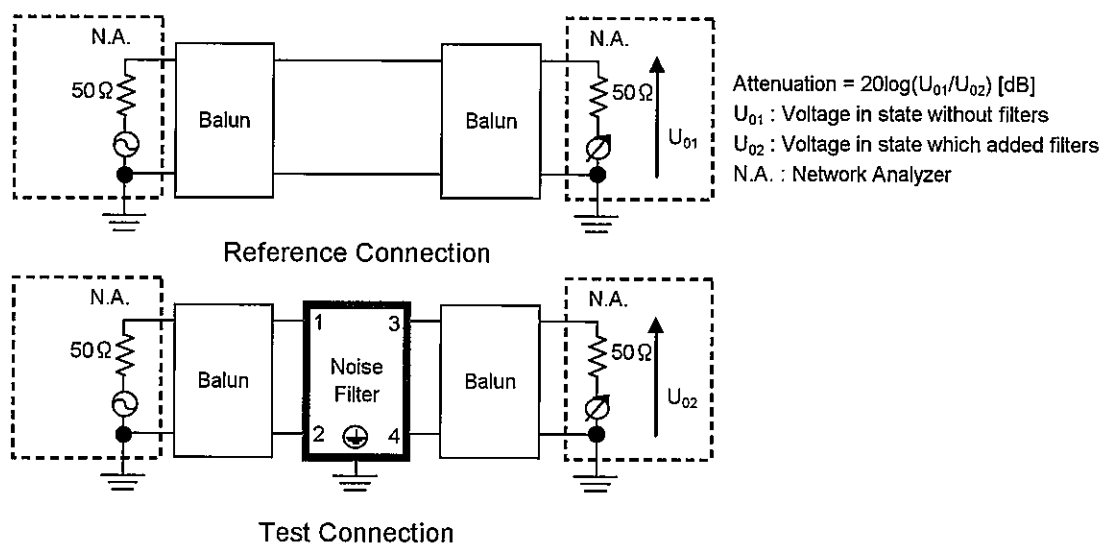 N.A.
50Ω
Balun
Balun
N.A.
50Ω
U01
Attenuation = 20log(U01/U02) [dB]
U01 : Voltage in state without filters
U02 : Voltage in state which added filters
N.A. : Network Analyzer
Reference Connection
N.A.
50Ω
Balun
1 3
Noise
Filter
2 4
Balun
N.A.
50Ω
U02
Test Connection